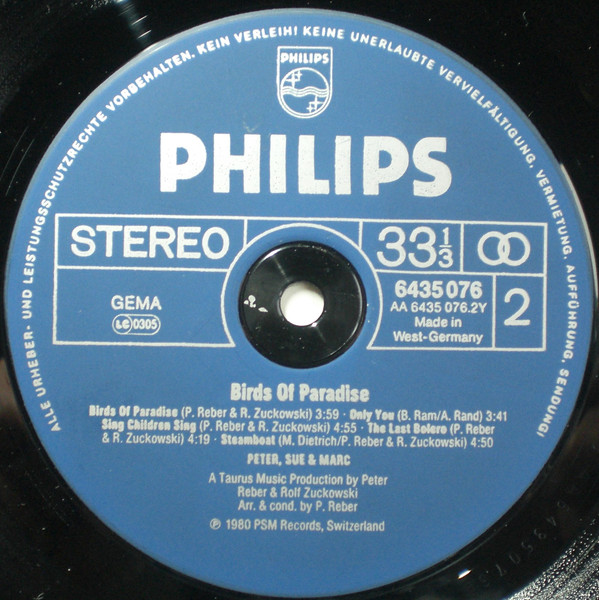 ALLE URHEBER- UND LEISTUNGSSCHUTZRECHTE VORBEHALTEN. KEIN VERLEIH! KEINE UNERLAUBTE VERVIELFÄLTIGUNG, VERMIETUNG, AUFFÜHRUNG, SENDUNG!
PHILIPS
PHILIPS
STEREO
33 1/3
GEMA
LC 0305
6435 076
AA 6435 076.2Y
Made in
West-Germany
2
Birds Of Paradise
Birds Of Paradise (P. Reber & R. Zuckowski) 3:59 · Only You (B. Ram/A. Rand) 3:41
Sing Children Sing (P. Reber & R. Zuckowski) 4:55 · The Last Bolero (P. Reber
& R. Zuckowski) 4:19 · Steamboat (M. Dietrich/P. Reber & R. Zuckowski) 4:50
PETER, SUE & MARC
A Taurus Music Production by Peter
Reber & Rolf Zuckowski
Arr. & cond. by P. Reber
℗ 1980 PSM Records, Switzerland